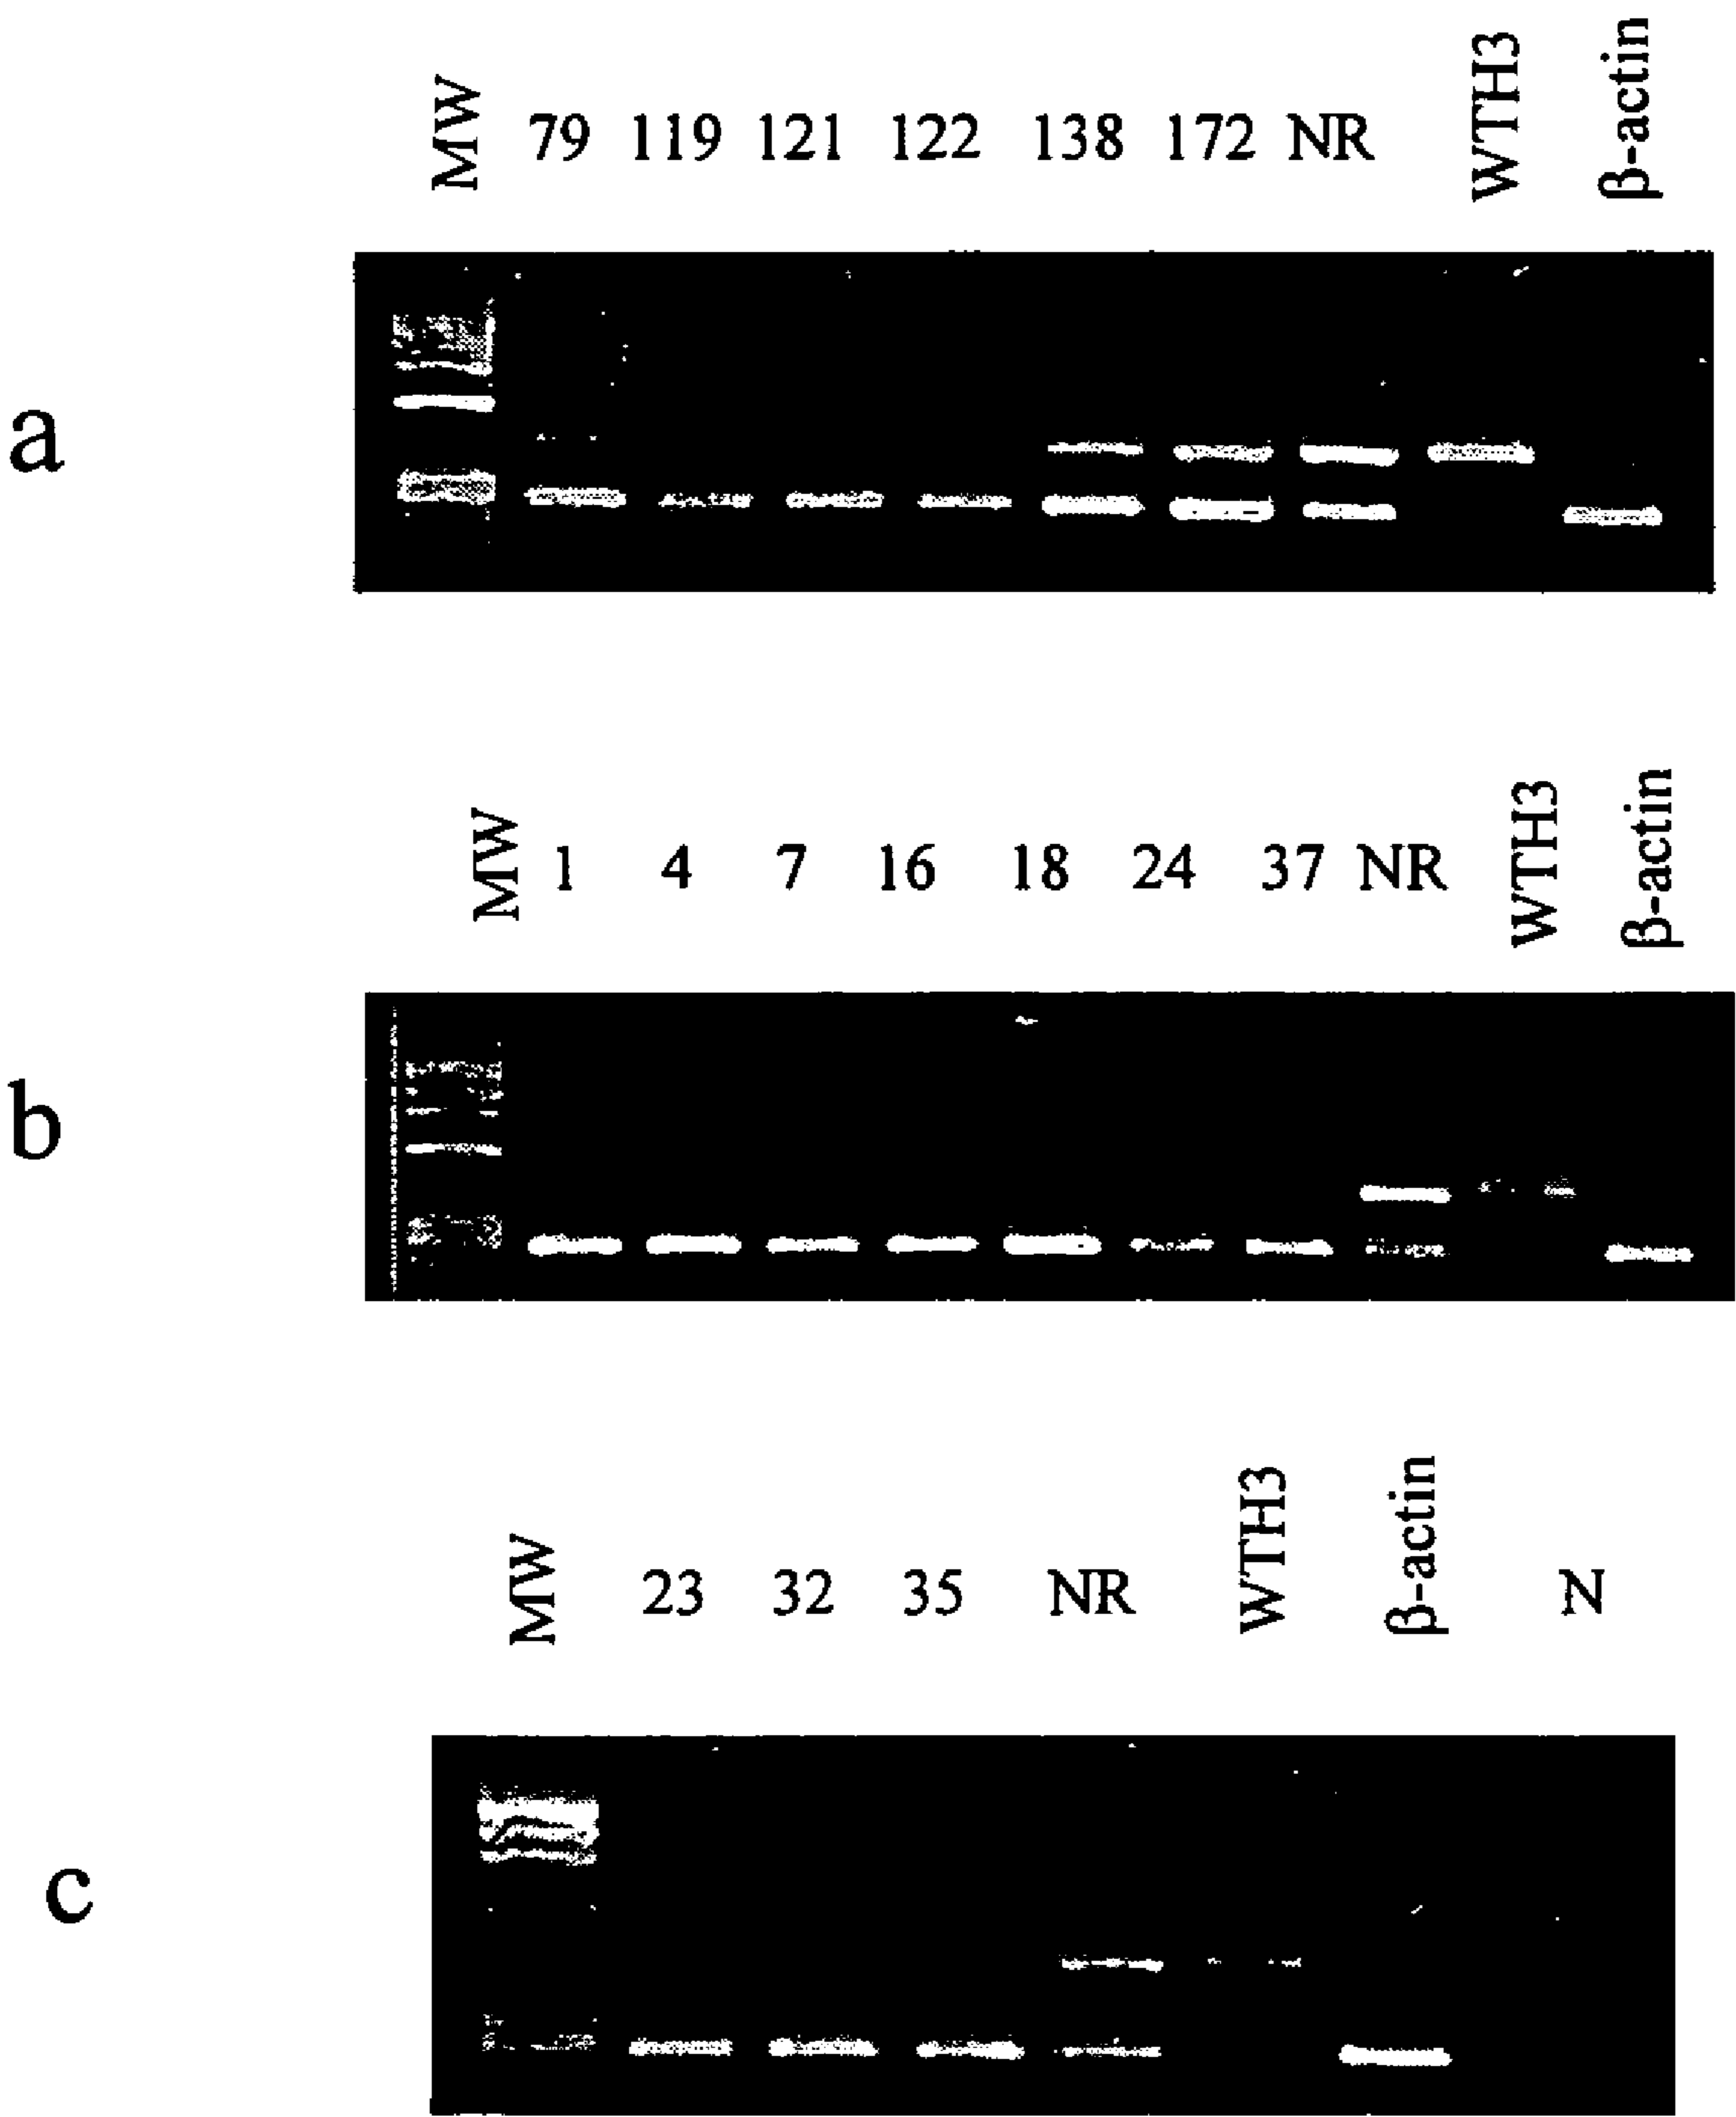 MW 79 119 121 122 138 172 NR WTH3 β-actin
a
MW 1 4 7 16 18 24 37 NR WTH3 β-actin
b
MW 23 32 35 NR WTH3 β-actin N
c